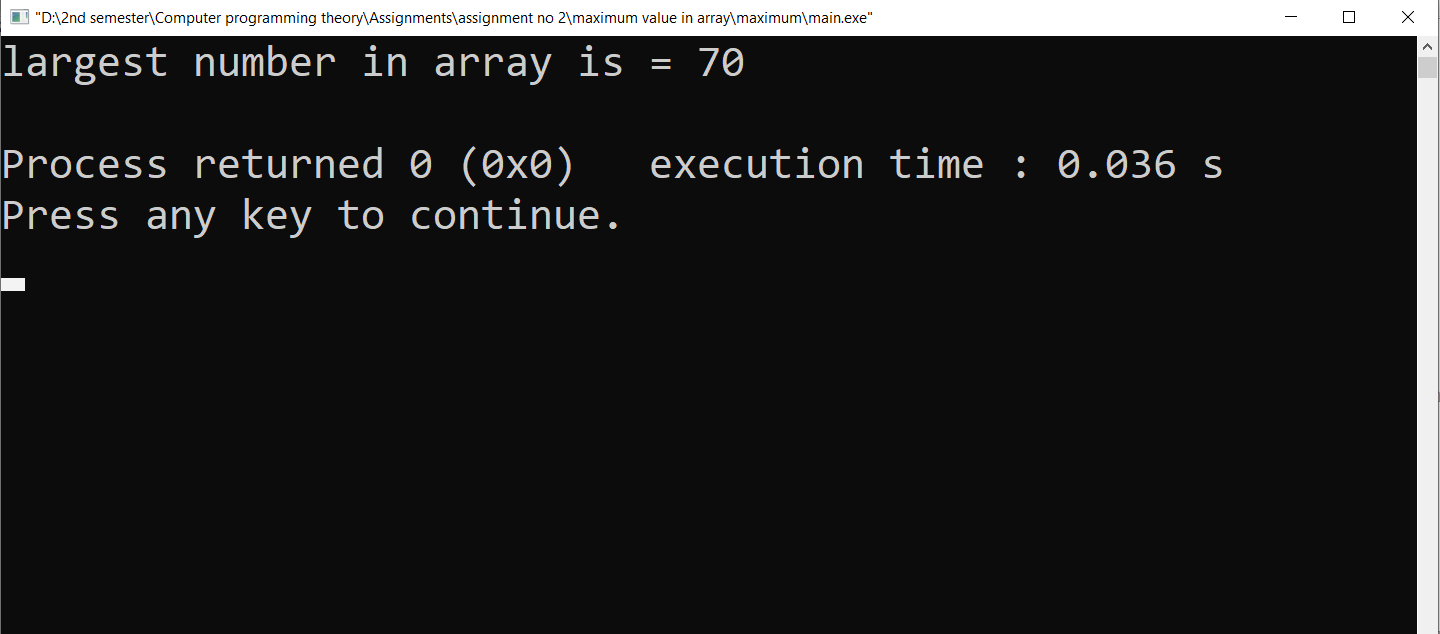 "D:\2nd semester\Computer programming theory\Assignments\assignment no 2\maximum value in array\maximum\main.exe"
largest number in array is = 70
Process returned 0 (0x0)   execution time : 0.036 s
Press any key to continue.